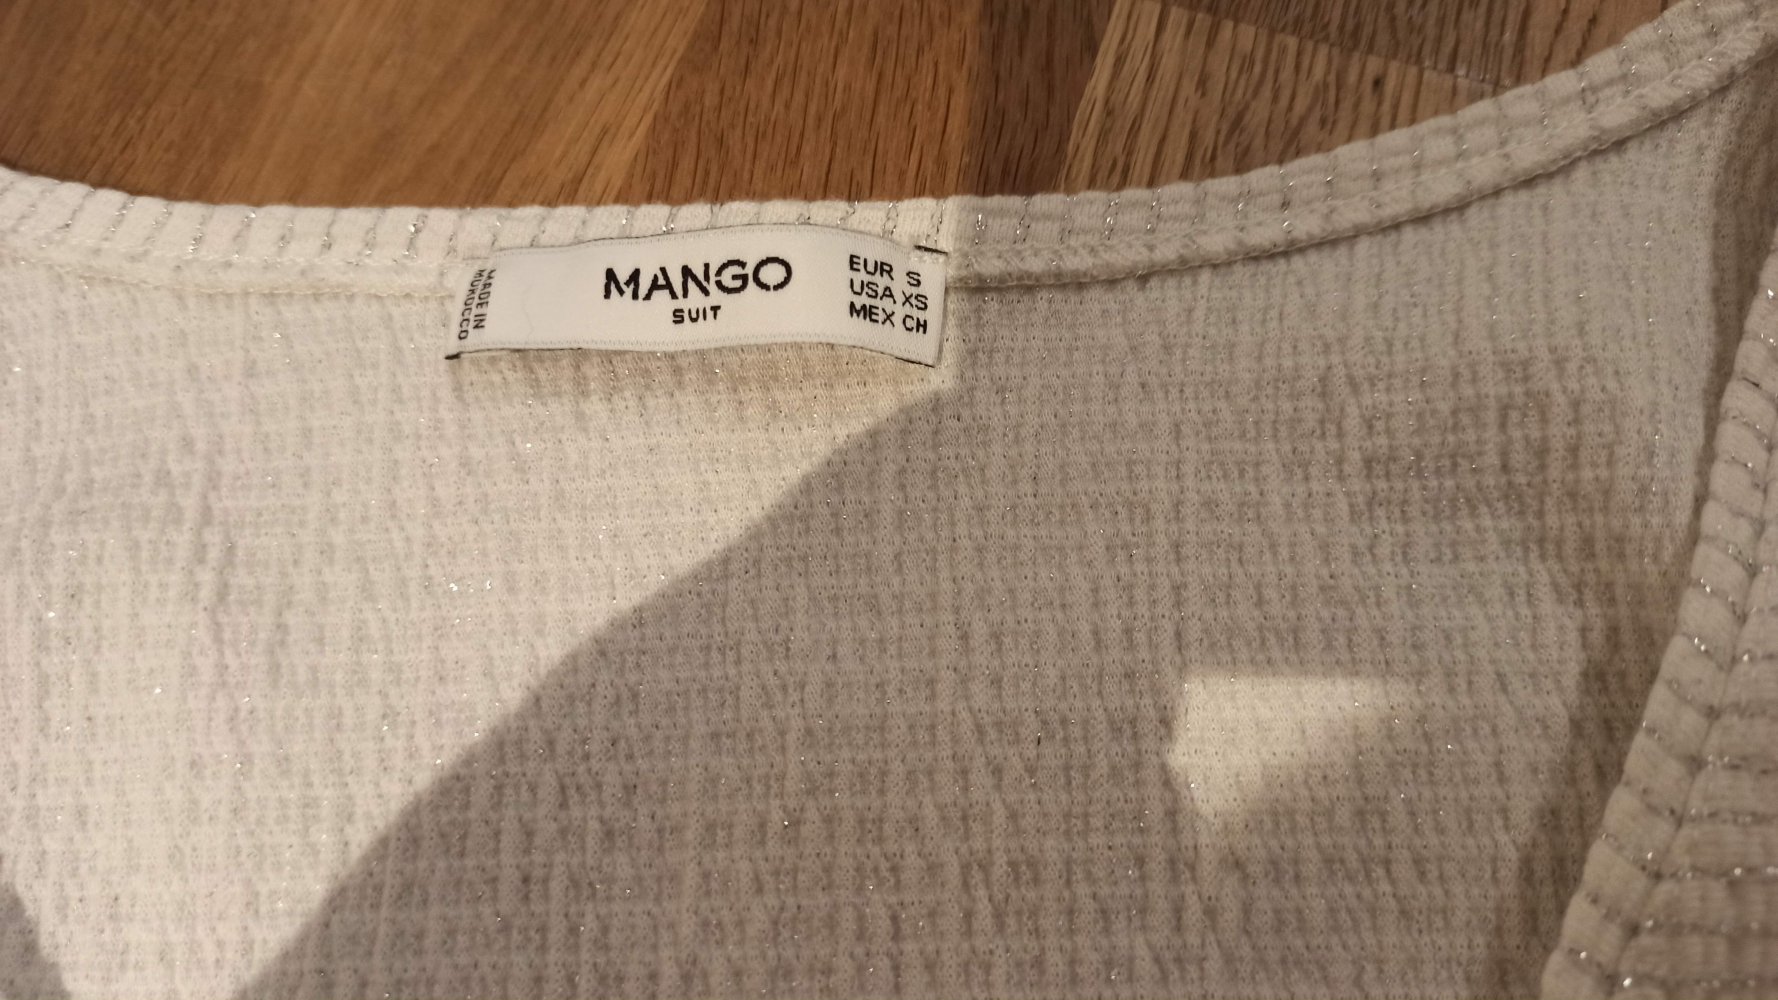 MADE IN
MOROCCO
MANGO
SUIT
EUR S
USA XS
MEX CH